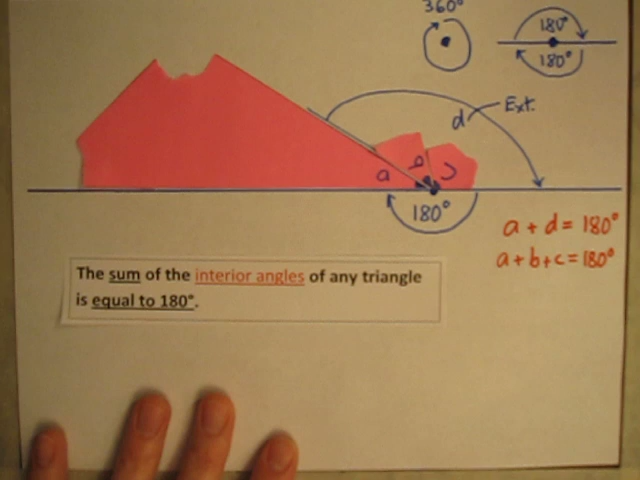 360°
180°
180°
d
Ext.
a
b
c
180°
a + d = 180°
a+b+c=180°
The sum of the interior angles of any triangle
is equal to 180°.